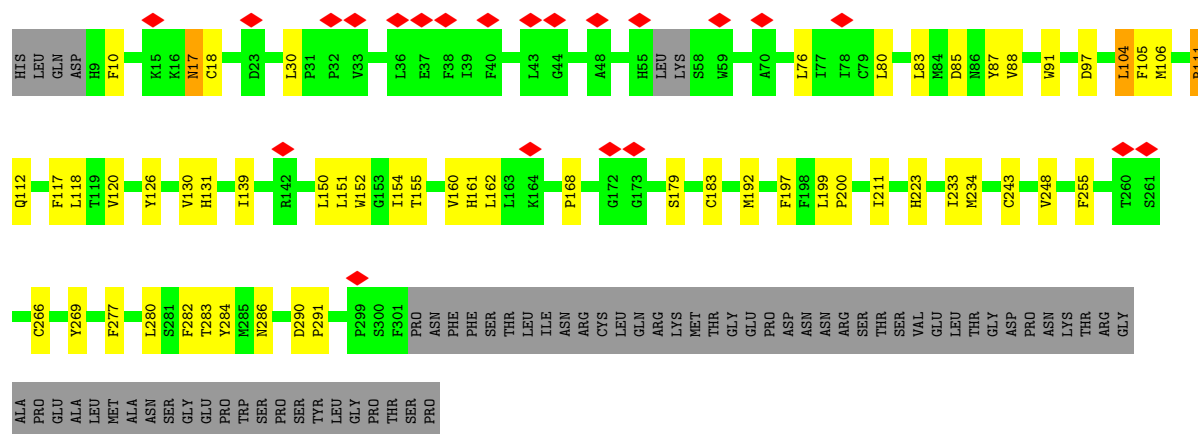 HIS LEU GLN ASP H9 F10 K15 K16 N17 C18 D23 L30 P31 P32 V33 L36 E37 F38 I39 F40 L43 G44 A48 H55 LEU LYS S58 W59 A70 L76 I77 I78 C79 L80 L83 M84 D85 N86 Y87 V88 W91 D97 L104 F105 M106
Q112 F117 L118 T119 V120 Y126 V130 H131 I139 R142 L150 L151 W152 G153 I154 T155 V160 H161 L162 L163 K164 P168 G172 G173 S179 C183 M192 F197 F198 L199 P200 I211 H223 I233 M234 C243 V248 F255 T260 S261
C266 Y269 F277 L280 S281 F282 T283 Y284 M285 N286 D290 P291 P299 S300 F301 PRO ASN PHE PHE SER THR LEU ILE ASN ARG CYS LEU GLN ARG LYS MET THR GLY GLU PRO ASP ASN ASN ARG SER THR SER VAL GLU LEU THR GLY ASP PRO ASN LYS THR ARG GLY
ALA PRO GLU ALA LEU MET ALA ASN SER GLY GLU PRO TRP SER PRO SER TYR LEU GLY PRO THR SER PRO